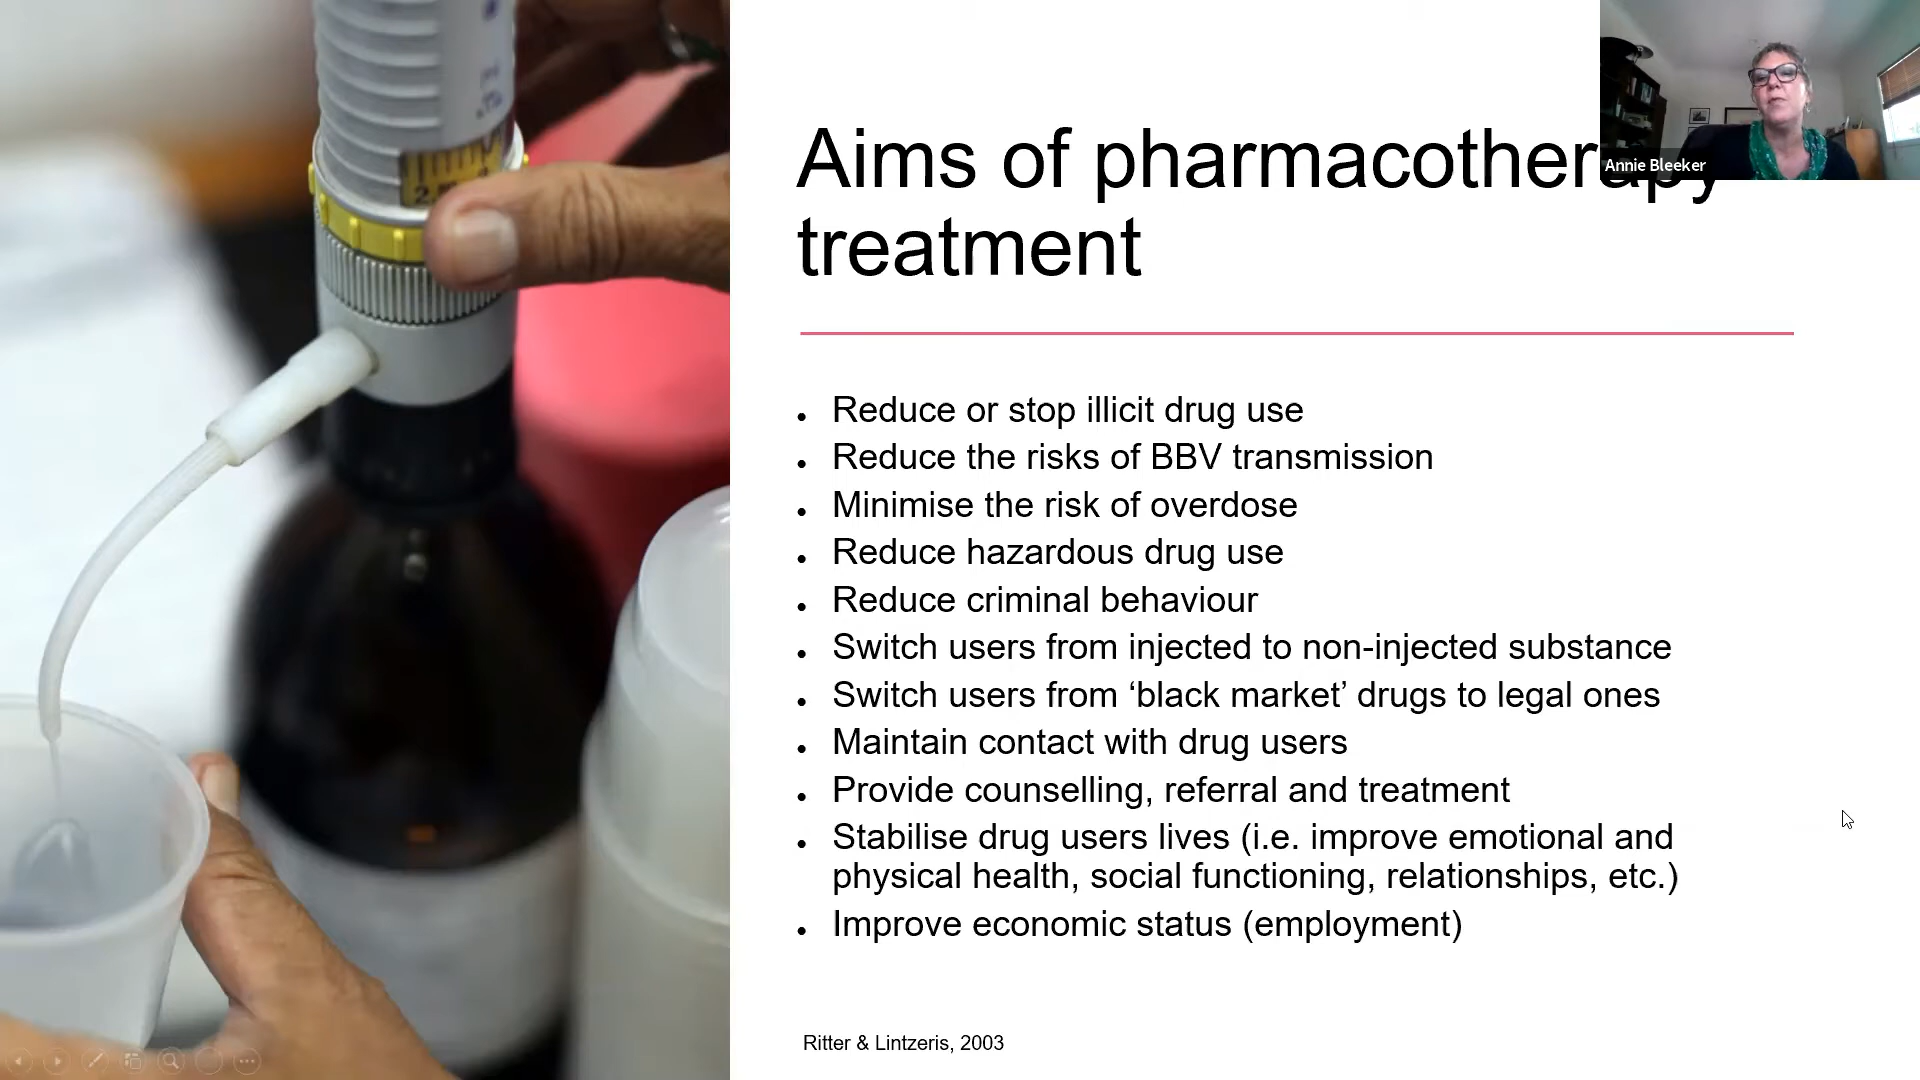 Aims of pharmacotherapy
treatment
Annie Bleeker
• Reduce or stop illicit drug use
• Reduce the risks of BBV transmission
• Minimise the risk of overdose
• Reduce hazardous drug use
• Reduce criminal behaviour
• Switch users from injected to non-injected substance
• Switch users from ‘black market’ drugs to legal ones
• Maintain contact with drug users
• Provide counselling, referral and treatment
• Stabilise drug users lives (i.e. improve emotional and
physical health, social functioning, relationships, etc.)
• Improve economic status (employment)
Ritter & Lintzeris, 2003